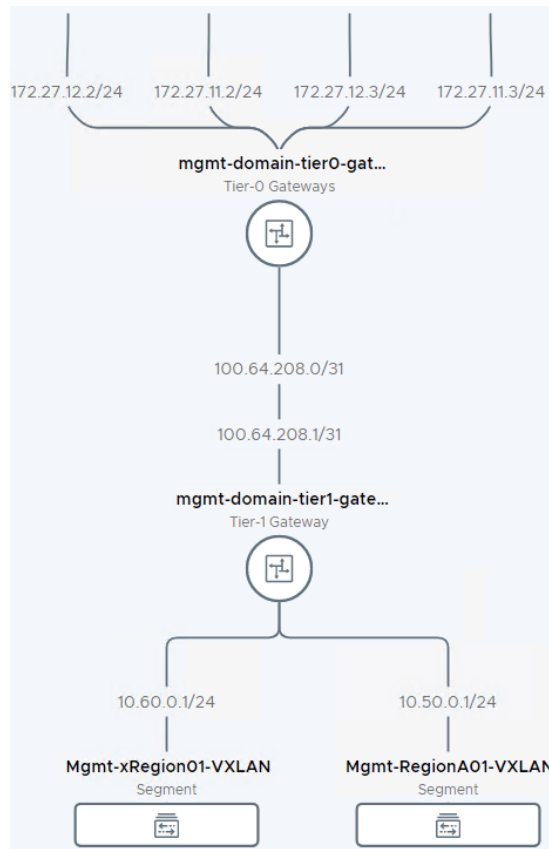 172.27.12.2/24 172.27.11.2/24 172.27.12.3/24 172.27.11.3/24
mgmt-domain-tier0-gat...
Tier-0 Gateways
100.64.208.0/31
100.64.208.1/31
mgmt-domain-tier1-gate...
Tier-1 Gateway
10.60.0.1/24 10.50.0.1/24
Mgmt-xRegion01-VXLAN Mgmt-RegionA01-VXLAN
Segment Segment